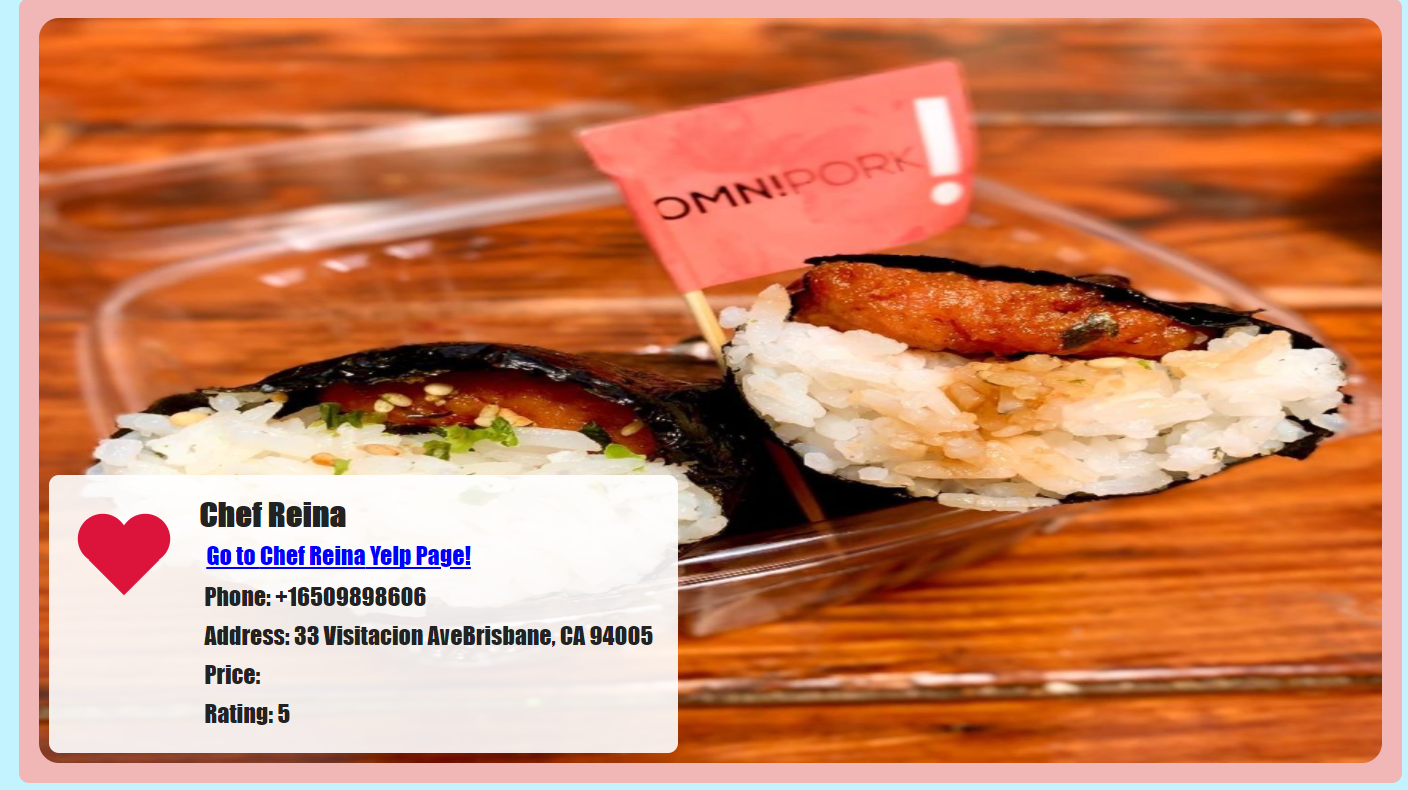 OMN!PORK!
Chef Reina
Go to Chef Reina Yelp Page!
Phone: +16509898606
Address: 33 Visitacion AveBrisbane, CA 94005
Price:
Rating: 5